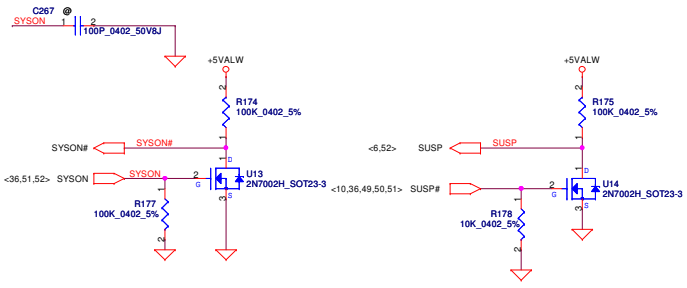 C267 @
SYSON 1 2
100P_0402_50V8J
+5VALW
2
R174
100K_0402_5%
1
SYSON# SYSON#
1 D
U13
<36,51,52> SYSON SYSON 2 G
2N7002H_SOT23-3
3 S
1
R177
100K_0402_5%
2
+5VALW
2
R175
100K_0402_5%
1
<6,52> SUSP SUSP
1 D
U14
<10,36,49,50,51> SUSP# 2 G
2N7002H_SOT23-3
3 S
1
R178
10K_0402_5%
2